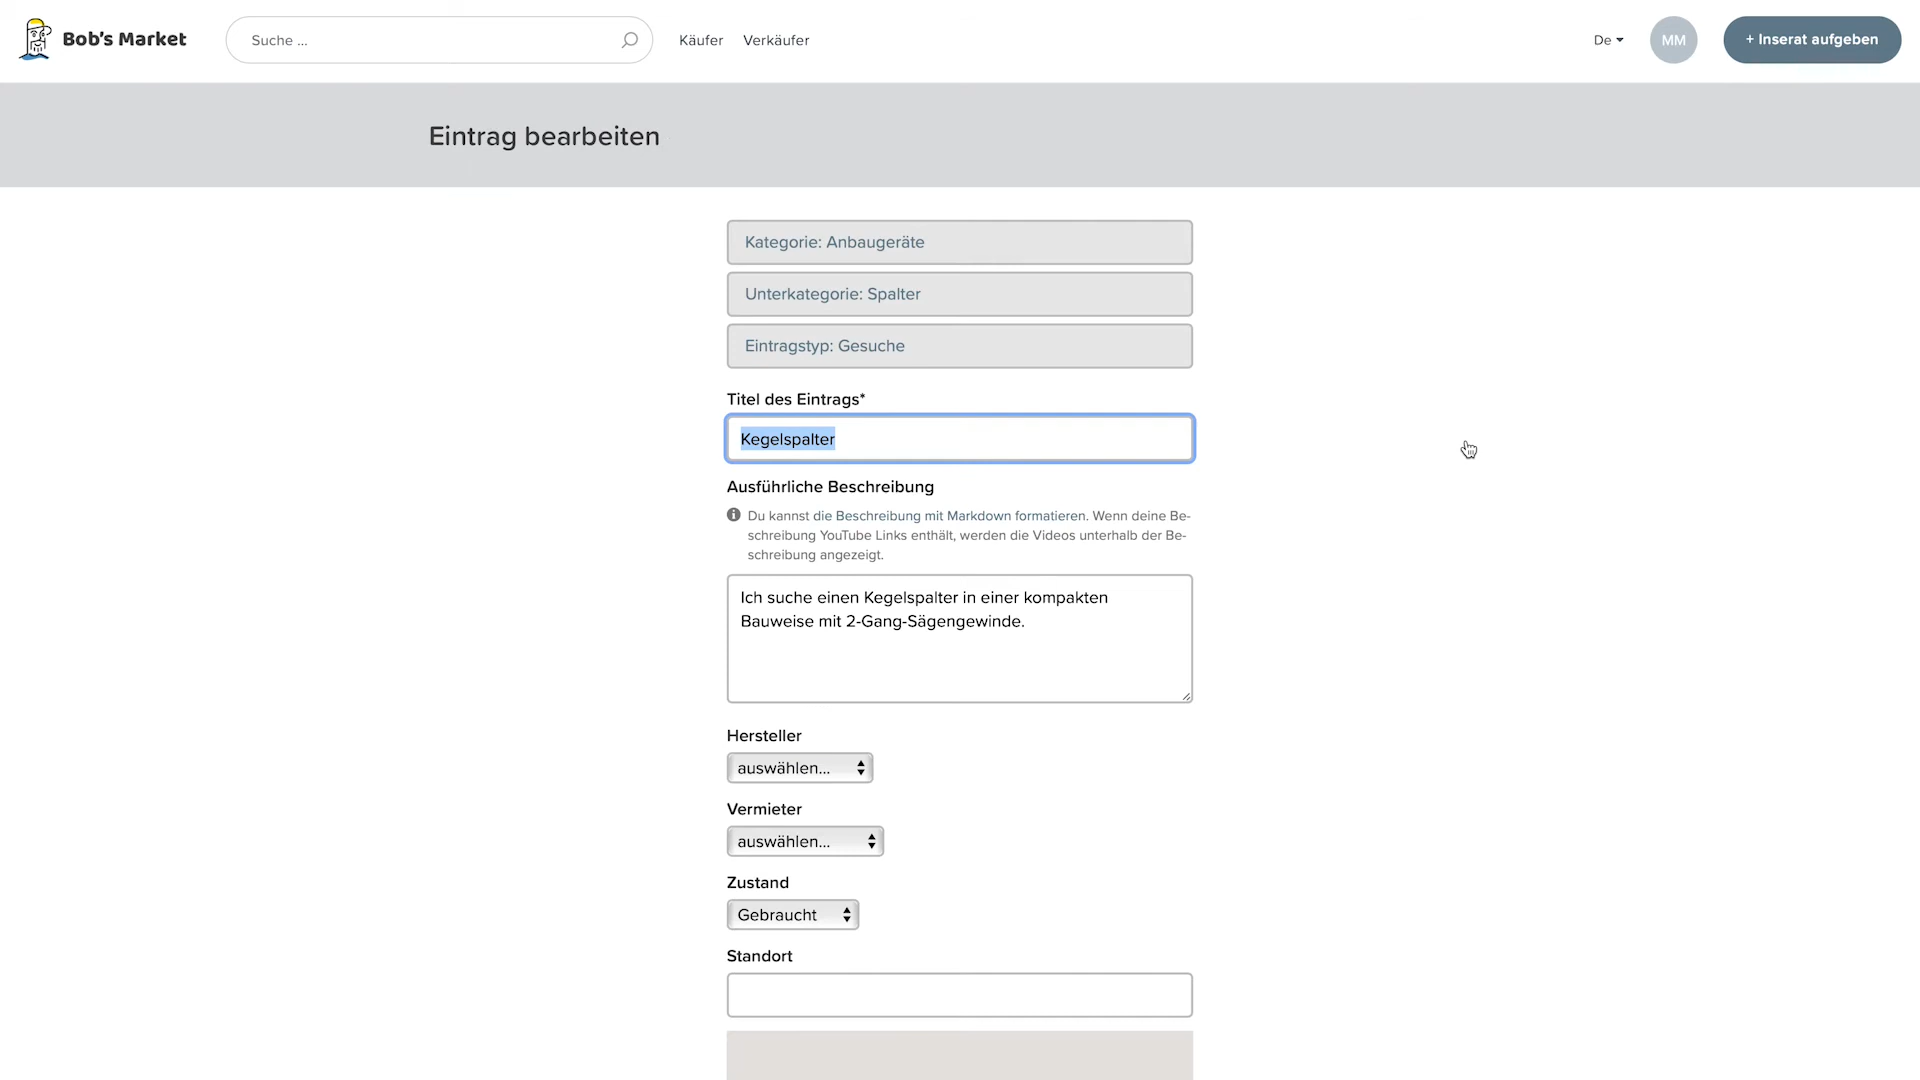 Bob's Market
Suche ...
Käufer
Verkäufer
De
MM
+ Inserat aufgeben
Eintrag bearbeiten
Kategorie: Anbaugeräte
Unterkategorie: Spalter
Eintragstyp: Gesuche
Titel des Eintrags*
Kegelspalter
Ausführliche Beschreibung
Du kannst die Beschreibung mit Markdown formatieren. Wenn deine Be-
schreibung YouTube Links enthält, werden die Videos unterhalb der Be-
schreibung angezeigt.
Ich suche einen Kegelspalter in einer kompakten
Bauweise mit 2-Gang-Sägengewinde.
Hersteller
auswählen...
Vermieter
auswählen...
Zustand
Gebraucht
Standort